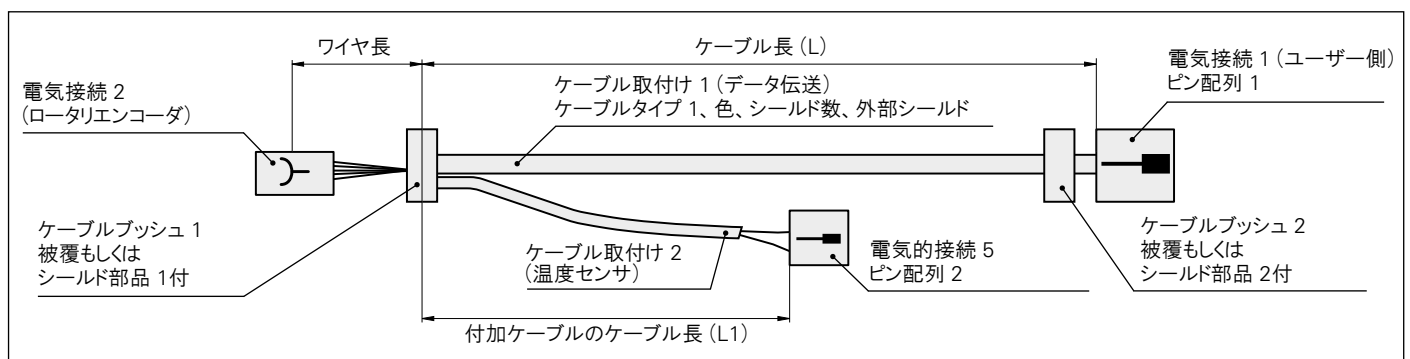 ワイヤ長
ケーブル長 (L)
電気接続 1 (ユーザー側)
ピン配列 1
電気接続 2
(ロータリエンコーダ)
ケーブル取付け 1 (データ伝送)
ケーブルタイプ 1、色、シールド数、外部シールド
ケーブルブッシュ 1
被覆もしくは
シールド部品 1付
ケーブル取付け 2
(温度センサ)
電気的接続 5
ピン配列 2
ケーブルブッシュ 2
被覆もしくは
シールド部品 2付
付加ケーブルのケーブル長 (L1)